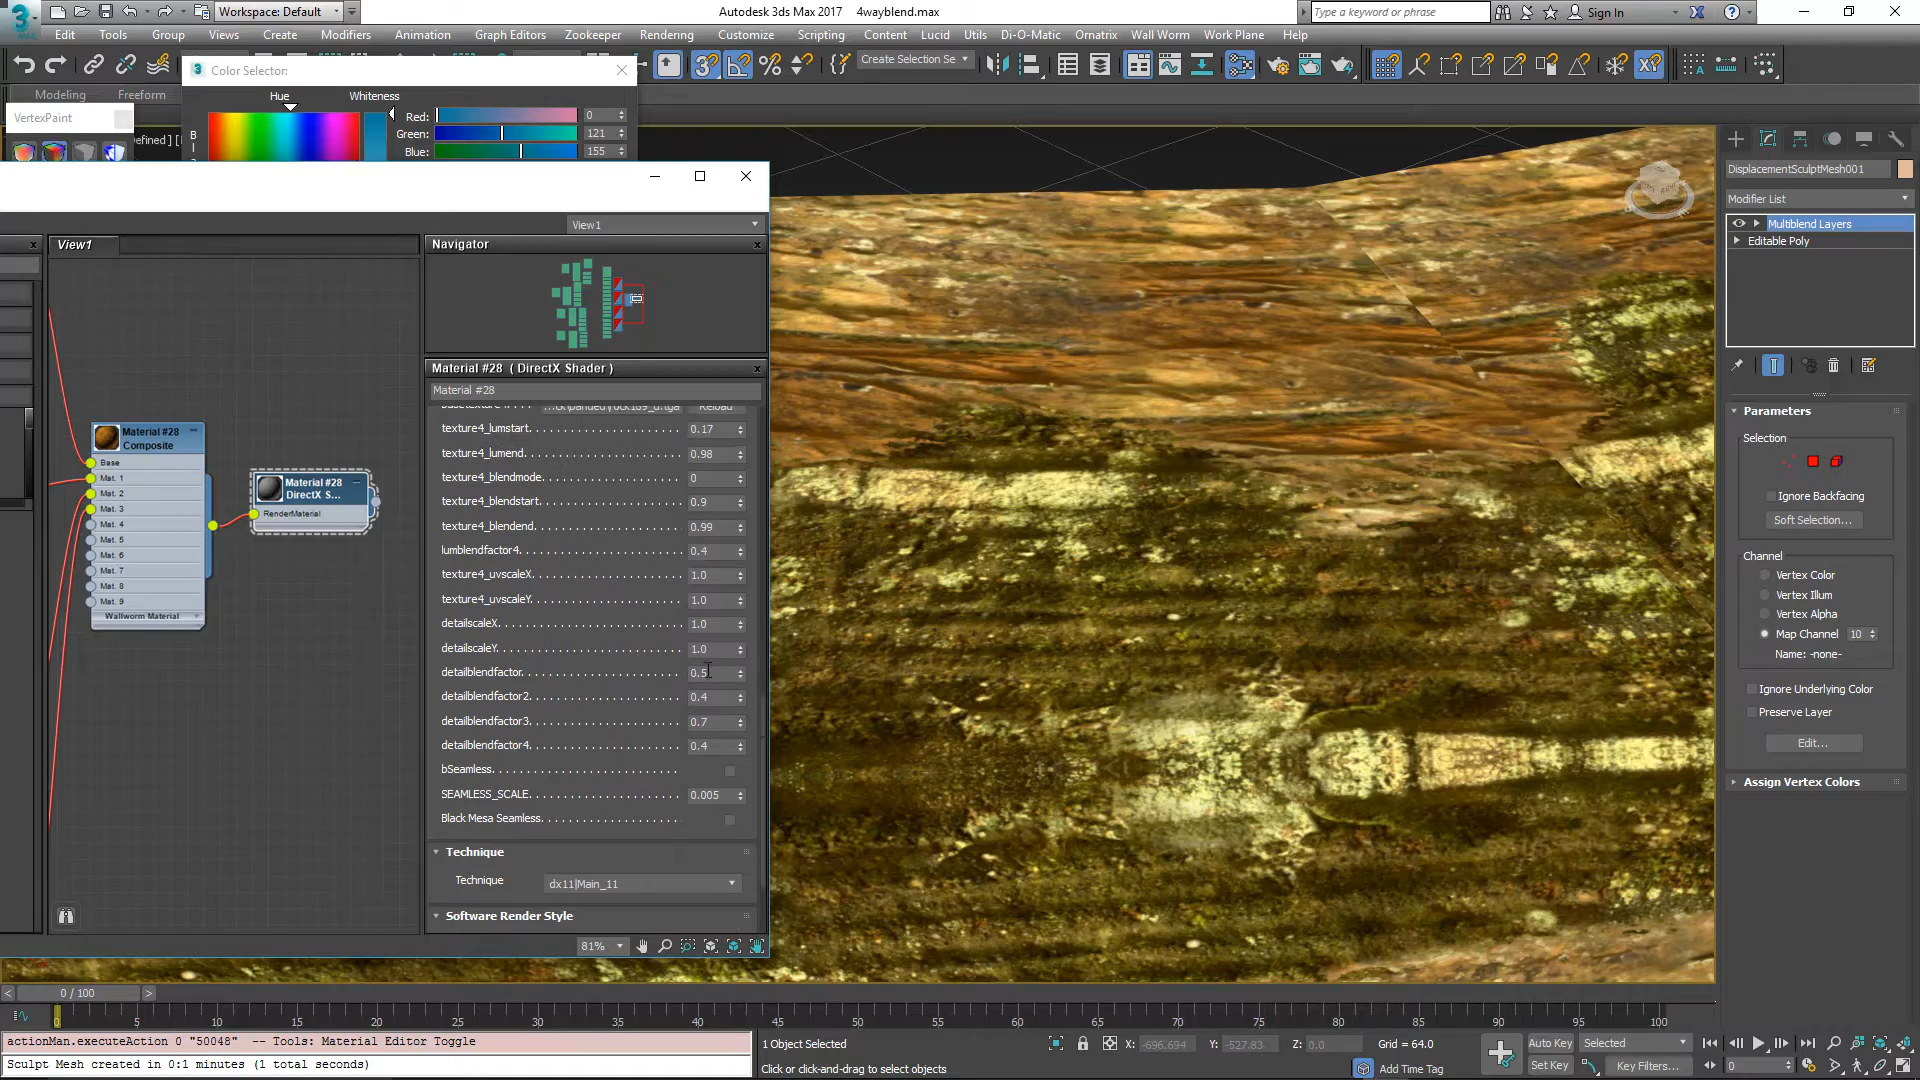 Workspace: Default
Autodesk 3ds Max 2017    4wayblend.max
Type a keyword or phrase
Sign In
Edit Tools Group Views Create Modifiers Animation Graph Editors Zookeeper Rendering Customize Scripting Content Lucid Utils Di-O-Matic Ornatrix Wall Worm Work Plane Help
Create Selection Se
Color Selector:
Hue
Whiteness
Red: 0
Green: 121
Blue: 155
Modeling Freeform
VertexPaint
View1
View1
Navigator
Material #28 ( DirectX Shader )
Material #28
Reload
texture4_lumstart. 0.17
texture4_lumend. 0.98
texture4_blendmode. 0
texture4_blendstart. 0.9
texture4_blendend. 0.99
lumblendfactor4. 0.4
texture4_uvscaleX. 1.0
texture4_uvscaleY. 1.0
detailscaleX. 1.0
detailscaleY. 1.0
detailblendfactor. 0.5
detailblendfactor2. 0.4
detailblendfactor3. 0.7
detailblendfactor4. 0.4
bSeamless.
SEAMLESS_SCALE. 0.005
Black Mesa Seamless.
Technique
Technique dx11|Main_11
Software Render Style
81%
Material #28
Composite
Base
Mat. 1
Mat. 2
Mat. 3
Mat. 4
Mat. 5
Mat. 6
Mat. 7
Mat. 8
Mat. 9
Wallworm Material
Material #28
DirectX S...
RenderMaterial
DisplacementSculptMesh001
Modifier List
Multiblend Layers
Editable Poly
Parameters
Selection
Ignore Backfacing
Soft Selection...
Channel
Vertex Color
Vertex Illum
Vertex Alpha
Map Channel 10
Name: -none-
Ignore Underlying Color
Preserve Layer
Edit...
Assign Vertex Colors
0 / 100
0 5 10 15 20 25 30 35 40 45 50 55 60 65 70 75 80 85 90 95 100
actionMan.executeAction 0 "50048" -- Tools: Material Editor Toggle
Sculpt Mesh created in 0:1 minutes (1 total seconds)
1 Object Selected
Click or click-and-drag to select objects
X: -696.694 Y: -527.83 Z: 0.0 Grid = 64.0
Add Time Tag
Auto Key Selected
Set Key Key Filters...
0